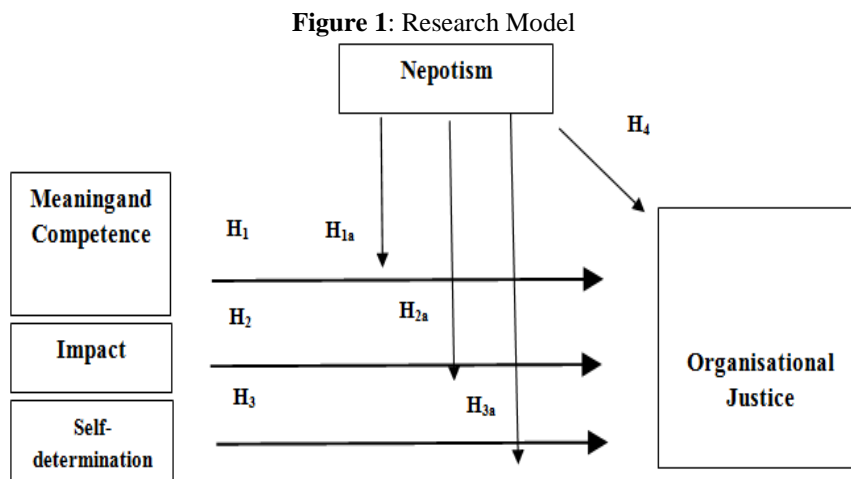 Figure 1: Research Model
Nepotism
H4
Meaningand
Competence
H1
H1a
H2
H2a
Impact
Organisational
Justice
H3
H3a
Self-
determination